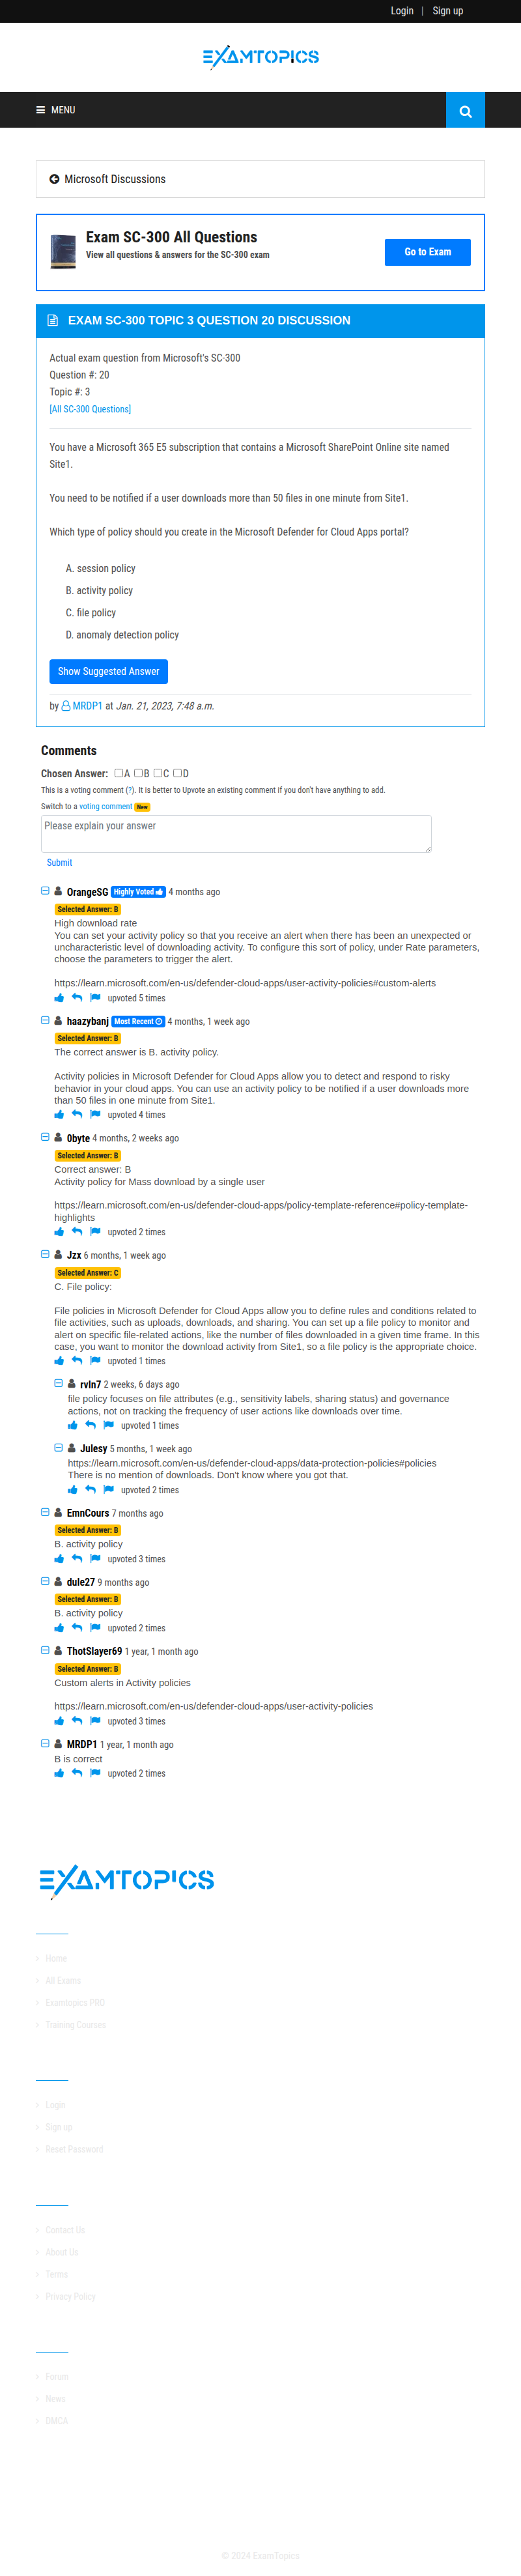 Login | Sign up
EXAMTOPICS
MENU
Microsoft Discussions
Exam SC-300 All Questions
View all questions & answers for the SC-300 exam
Go to Exam
EXAM SC-300 TOPIC 3 QUESTION 20 DISCUSSION
Actual exam question from Microsoft's SC-300
Question #: 20
Topic #: 3
[All SC-300 Questions]
You have a Microsoft 365 E5 subscription that contains a Microsoft SharePoint Online site named
Site1.
You need to be notified if a user downloads more than 50 files in one minute from Site1.
Which type of policy should you create in the Microsoft Defender for Cloud Apps portal?
A. session policy
B. activity policy
C. file policy
D. anomaly detection policy
Show Suggested Answer
by MRDP1 at Jan. 21, 2023, 7:48 a.m.
Comments
Chosen Answer: A B C D
This is a voting comment (?). It is better to Upvote an existing comment if you don't have anything to add.
Switch to a voting comment New
Please explain your answer
Submit
OrangeSG Highly Voted 4 months ago
Selected Answer: B
High download rate
You can set your activity policy so that you receive an alert when there has been an unexpected or
uncharacteristic level of downloading activity. To configure this sort of policy, under Rate parameters,
choose the parameters to trigger the alert.
https://learn.microsoft.com/en-us/defender-cloud-apps/user-activity-policies#custom-alerts
upvoted 5 times
haazybanj Most Recent 4 months, 1 week ago
Selected Answer: B
The correct answer is B. activity policy.
Activity policies in Microsoft Defender for Cloud Apps allow you to detect and respond to risky
behavior in your cloud apps. You can use an activity policy to be notified if a user downloads more
than 50 files in one minute from Site1.
upvoted 4 times
0byte 4 months, 2 weeks ago
Selected Answer: B
Correct answer: B
Activity policy for Mass download by a single user
https://learn.microsoft.com/en-us/defender-cloud-apps/policy-template-reference#policy-template-
highlights
upvoted 2 times
Jzx 6 months, 1 week ago
Selected Answer: C
C. File policy:
File policies in Microsoft Defender for Cloud Apps allow you to define rules and conditions related to
file activities, such as uploads, downloads, and sharing. You can set up a file policy to monitor and
alert on specific file-related actions, like the number of files downloaded in a given time frame. In this
case, you want to monitor the download activity from Site1, so a file policy is the appropriate choice.
upvoted 1 times
rvln7 2 weeks, 6 days ago
file policy focuses on file attributes (e.g., sensitivity labels, sharing status) and governance
actions, not on tracking the frequency of user actions like downloads over time.
upvoted 1 times
Julesy 5 months, 1 week ago
https://learn.microsoft.com/en-us/defender-cloud-apps/data-protection-policies#policies
There is no mention of downloads. Don't know where you got that.
upvoted 2 times
EmnCours 7 months ago
Selected Answer: B
B. activity policy
upvoted 3 times
dule27 9 months ago
Selected Answer: B
B. activity policy
upvoted 2 times
ThotSlayer69 1 year, 1 month ago
Selected Answer: B
Custom alerts in Activity policies
https://learn.microsoft.com/en-us/defender-cloud-apps/user-activity-policies
upvoted 3 times
MRDP1 1 year, 1 month ago
B is correct
upvoted 2 times
EXAMTOPICS
Home
All Exams
Examtopics PRO
Training Courses
Login
Sign up
Reset Password
Contact Us
About Us
Terms
Privacy Policy
Forum
News
DMCA
© 2024 ExamTopics